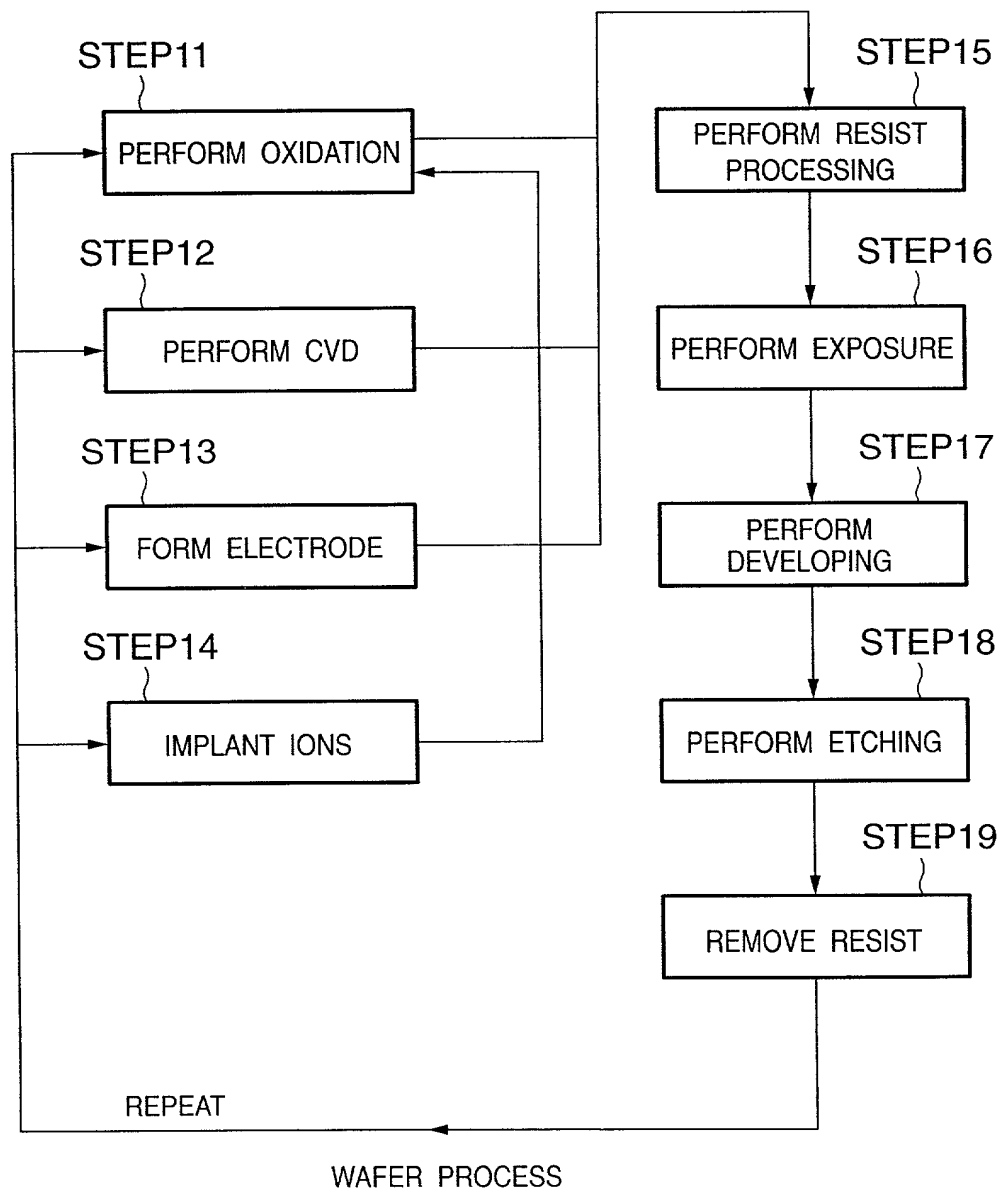 STEP11
PERFORM OXIDATION
STEP12
PERFORM CVD
STEP13
FORM ELECTRODE
STEP14
IMPLANT IONS
STEP15
PERFORM RESIST
PROCESSING
STEP16
PERFORM EXPOSURE
STEP17
PERFORM
DEVELOPING
STEP18
PERFORM ETCHING
STEP19
REMOVE RESIST
REPEAT
WAFER PROCESS